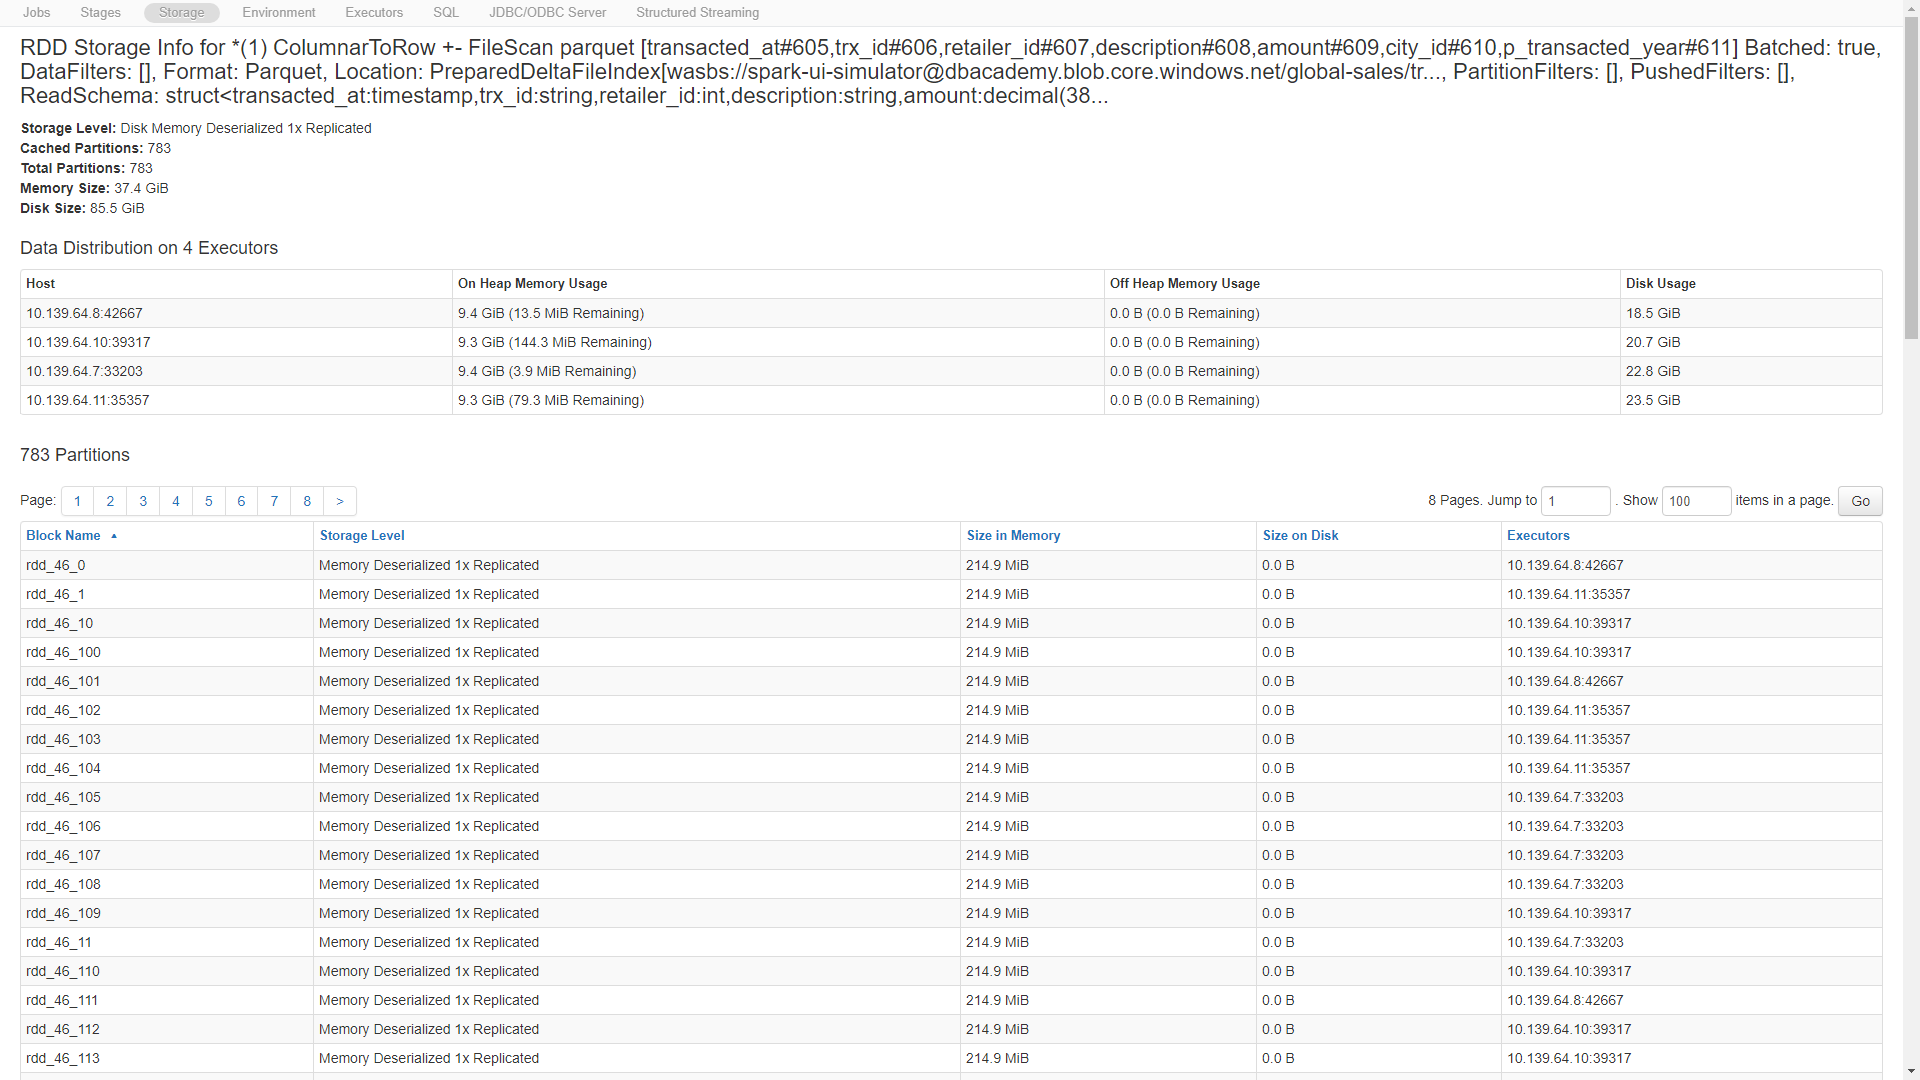 Jobs Stages Storage Environment Executors SQL JDBC/ODBC Server Structured Streaming
RDD Storage Info for *(1) ColumnarToRow +- FileScan parquet [transacted_at#605,trx_id#606,retailer_id#607,description#608,amount#609,city_id#610,p_transacted_year#611] Batched: true,
DataFilters: [], Format: Parquet, Location: PreparedDeltaFileIndex[wasbs://spark-ui-simulator@dbacademy.blob.core.windows.net/global-sales/tr..., PartitionFilters: [], PushedFilters: [],
ReadSchema: struct<transacted_at:timestamp,trx_id:string,retailer_id:int,description:string,amount:decimal(38...
Storage Level: Disk Memory Deserialized 1x Replicated
Cached Partitions: 783
Total Partitions: 783
Memory Size: 37.4 GiB
Disk Size: 85.5 GiB
Data Distribution on 4 Executors
Host On Heap Memory Usage Off Heap Memory Usage Disk Usage
10.139.64.8:42667 9.4 GiB (13.5 MiB Remaining) 0.0 B (0.0 B Remaining) 18.5 GiB
10.139.64.10:39317 9.3 GiB (144.3 MiB Remaining) 0.0 B (0.0 B Remaining) 20.7 GiB
10.139.64.7:33203 9.4 GiB (3.9 MiB Remaining) 0.0 B (0.0 B Remaining) 22.8 GiB
10.139.64.11:35357 9.3 GiB (79.3 MiB Remaining) 0.0 B (0.0 B Remaining) 23.5 GiB
783 Partitions
Page: 1 2 3 4 5 6 7 8 > 8 Pages. Jump to 1 . Show 100 items in a page. Go
Block Name ▲ Storage Level Size in Memory Size on Disk Executors
rdd_46_0 Memory Deserialized 1x Replicated 214.9 MiB 0.0 B 10.139.64.8:42667
rdd_46_1 Memory Deserialized 1x Replicated 214.9 MiB 0.0 B 10.139.64.11:35357
rdd_46_10 Memory Deserialized 1x Replicated 214.9 MiB 0.0 B 10.139.64.10:39317
rdd_46_100 Memory Deserialized 1x Replicated 214.9 MiB 0.0 B 10.139.64.10:39317
rdd_46_101 Memory Deserialized 1x Replicated 214.9 MiB 0.0 B 10.139.64.8:42667
rdd_46_102 Memory Deserialized 1x Replicated 214.9 MiB 0.0 B 10.139.64.11:35357
rdd_46_103 Memory Deserialized 1x Replicated 214.9 MiB 0.0 B 10.139.64.11:35357
rdd_46_104 Memory Deserialized 1x Replicated 214.9 MiB 0.0 B 10.139.64.11:35357
rdd_46_105 Memory Deserialized 1x Replicated 214.9 MiB 0.0 B 10.139.64.7:33203
rdd_46_106 Memory Deserialized 1x Replicated 214.9 MiB 0.0 B 10.139.64.7:33203
rdd_46_107 Memory Deserialized 1x Replicated 214.9 MiB 0.0 B 10.139.64.7:33203
rdd_46_108 Memory Deserialized 1x Replicated 214.9 MiB 0.0 B 10.139.64.7:33203
rdd_46_109 Memory Deserialized 1x Replicated 214.9 MiB 0.0 B 10.139.64.10:39317
rdd_46_11 Memory Deserialized 1x Replicated 214.9 MiB 0.0 B 10.139.64.7:33203
rdd_46_110 Memory Deserialized 1x Replicated 214.9 MiB 0.0 B 10.139.64.10:39317
rdd_46_111 Memory Deserialized 1x Replicated 214.9 MiB 0.0 B 10.139.64.8:42667
rdd_46_112 Memory Deserialized 1x Replicated 214.9 MiB 0.0 B 10.139.64.10:39317
rdd_46_113 Memory Deserialized 1x Replicated 214.9 MiB 0.0 B 10.139.64.10:39317